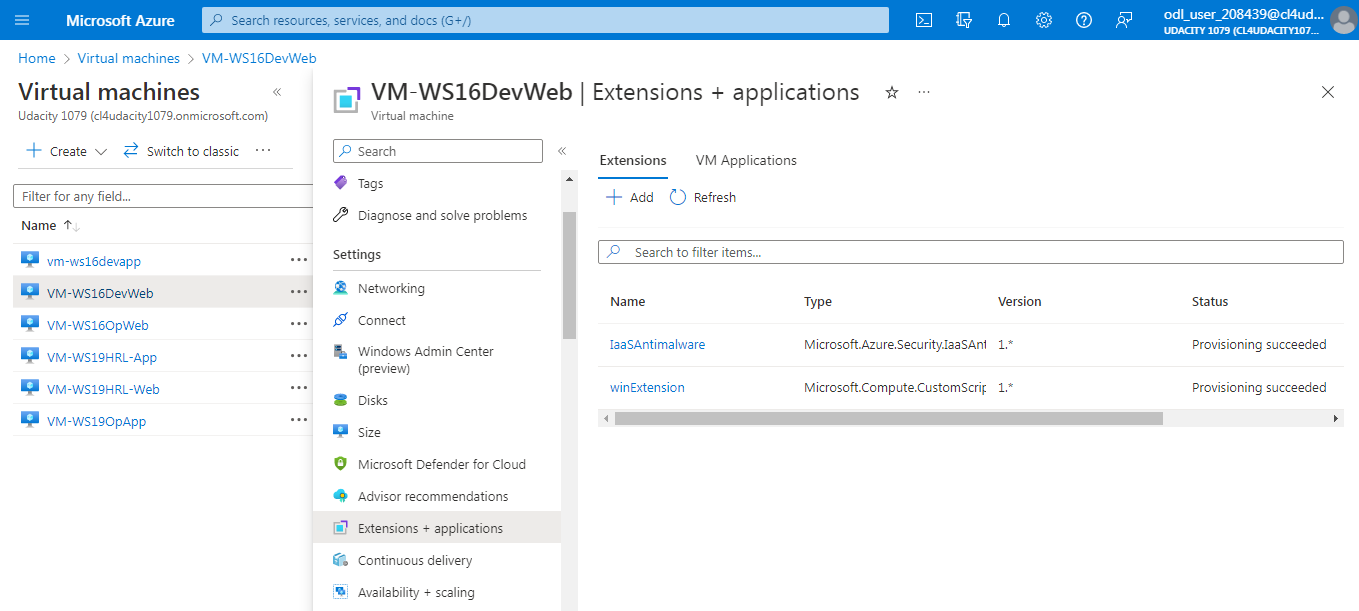 Microsoft Azure
Search resources, services, and docs (G+/)
odl_user_208439@cl4ud...
UDACITY 1079 (CL4UDACITY107...
Home > Virtual machines > VM-WS16DevWeb
Virtual machines
Udacity 1079 (cl4udacity1079.onmicrosoft.com)
Create
Switch to classic
...
Filter for any field...
Name
vm-ws16devapp
VM-WS16DevWeb
VM-WS16OpWeb
VM-WS19HRL-App
VM-WS19HRL-Web
VM-WS19OpApp
VM-WS16DevWeb | Extensions + applications
Virtual machine
Search
Tags
Diagnose and solve problems
Settings
Networking
Connect
Windows Admin Center
(preview)
Disks
Size
Microsoft Defender for Cloud
Advisor recommendations
Extensions + applications
Continuous delivery
Availability + scaling
Extensions VM Applications
Add Refresh
Search to filter items...
Name Type Version Status
IaaSAntimalware Microsoft.Azure.Security.IaaSAnt 1.* Provisioning succeeded
winExtension Microsoft.Compute.CustomScrip 1.* Provisioning succeeded